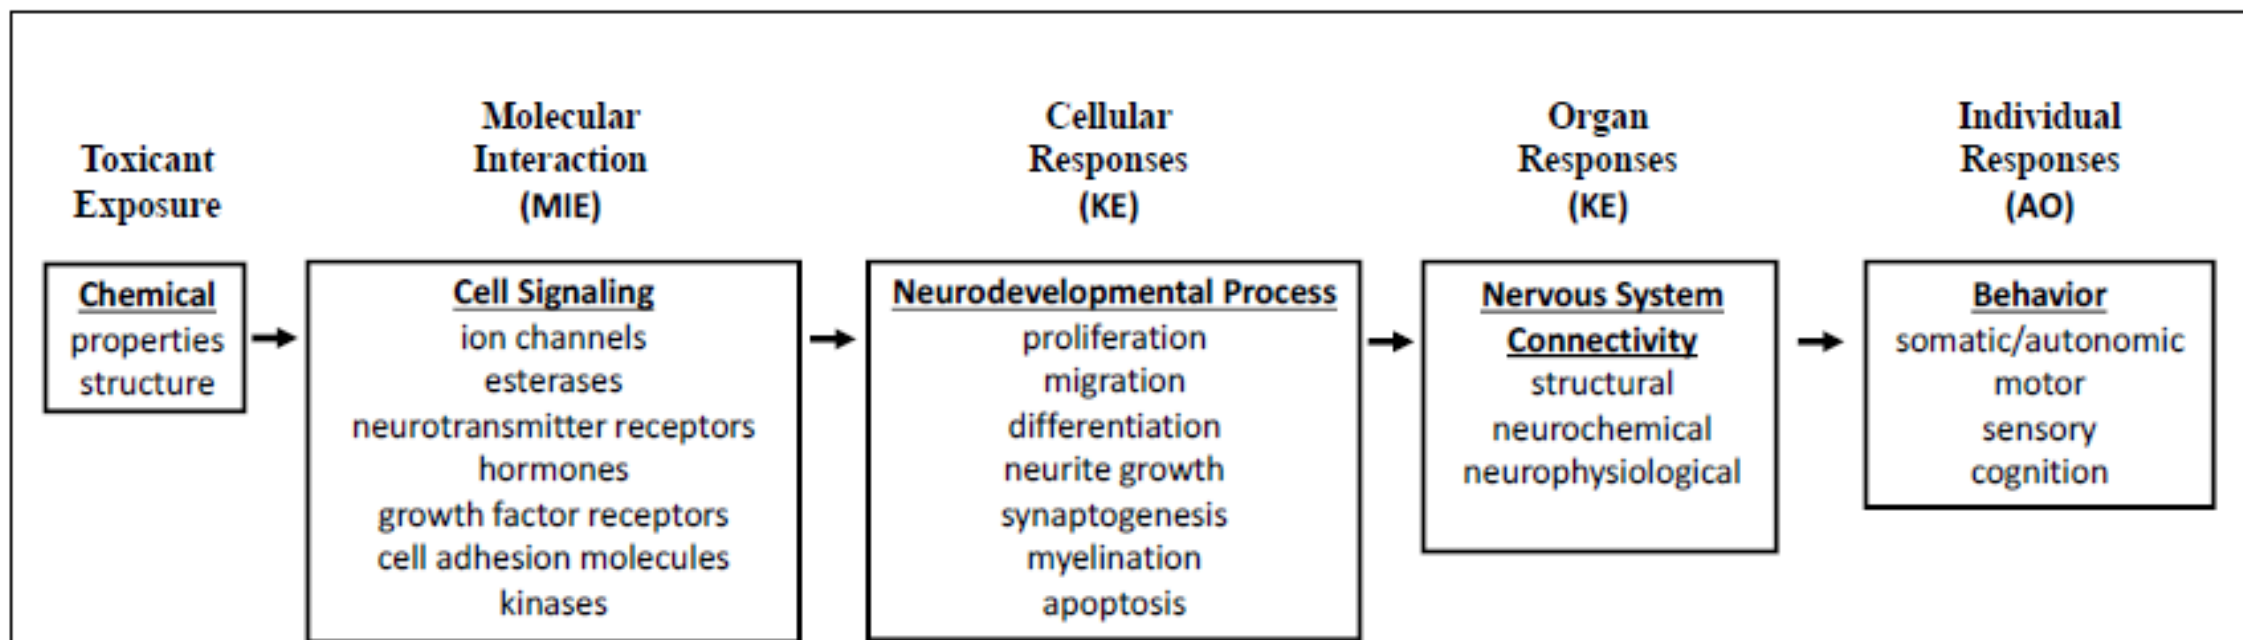 Toxicant
Exposure
Molecular
Interaction
(MIE)
Cellular
Responses
(KE)
Organ
Responses
(KE)
Individual
Responses
(AO)
Chemical
properties
structure
Cell Signaling
ion channels
esterases
neurotransmitter receptors
hormones
growth factor receptors
cell adhesion molecules
kinases
Neurodevelopmental Process
proliferation
migration
differentiation
neurite growth
synaptogenesis
myelination
apoptosis
Nervous System
Connectivity
structural
neurochemical
neurophysiological
Behavior
somatic/autonomic
motor
sensory
cognition